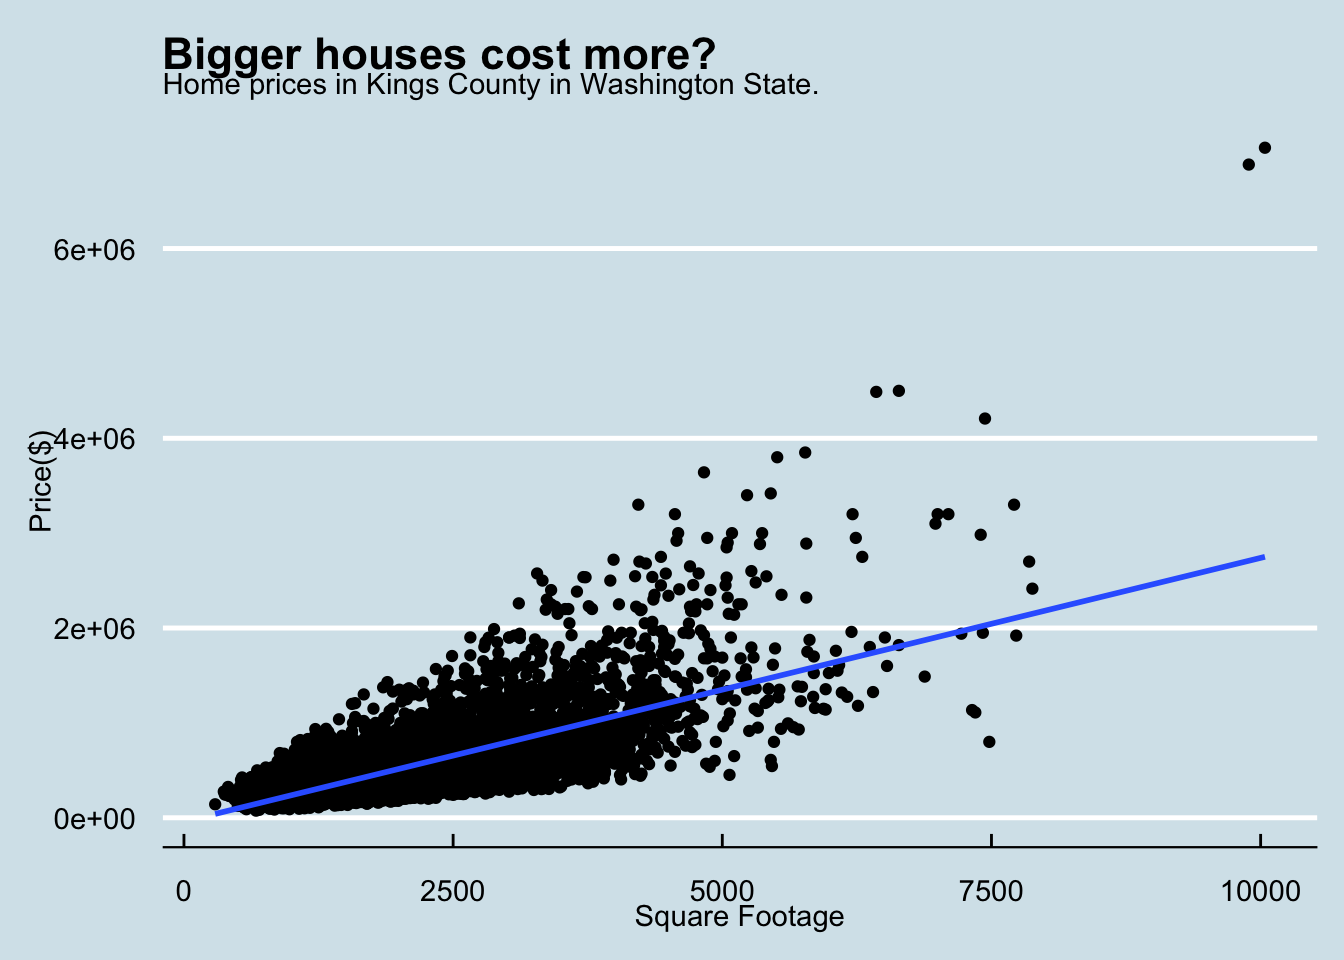 Bigger houses cost more?
Home prices in Kings County in Washington State.
6e+06
4e+06
Price($)
2e+06
0e+00
0 2500 5000 7500 10000
Square Footage